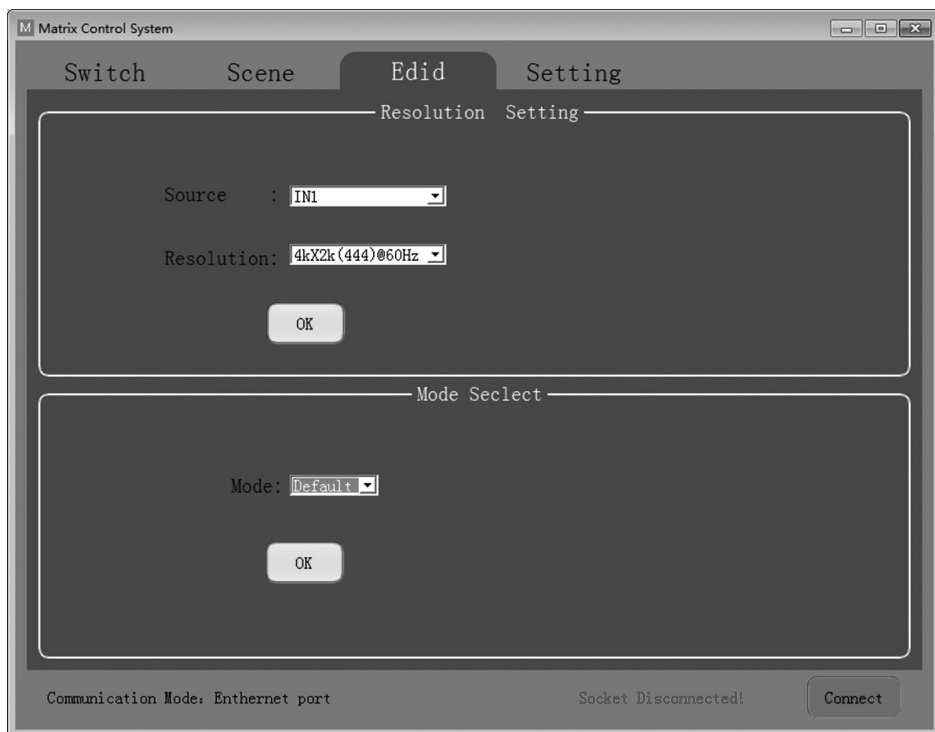 M Matrix Control System
Switch Scene Edid Setting
Resolution Setting
Source : IN1
Resolution: 4kX2k(444)@60Hz
OK
Mode Seclect
Mode: Default
OK
Communication Mode: Enthernet port Socket Disconnected! Connect